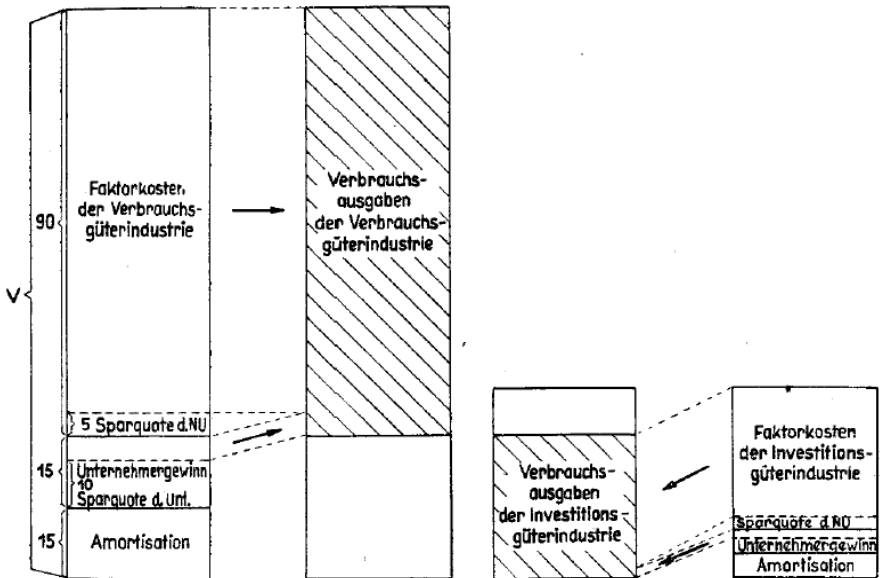 V
90
15
15
Faktorkosten
der Verbrauchs-
güterindustrie
5 Sparquote d.NU
Unternehmergewinn
10
Sparquote d. Unt.
Amortisation
Verbrauchs-
ausgaben
der Verbrauchs-
güterindustrie
Verbrauchs-
ausgaben
der Investitions-
güterindustrie
Faktorkosten
der Investitions-
güterindustrie
Sparquote d.NU
Unternehmergewinn
Amortisation